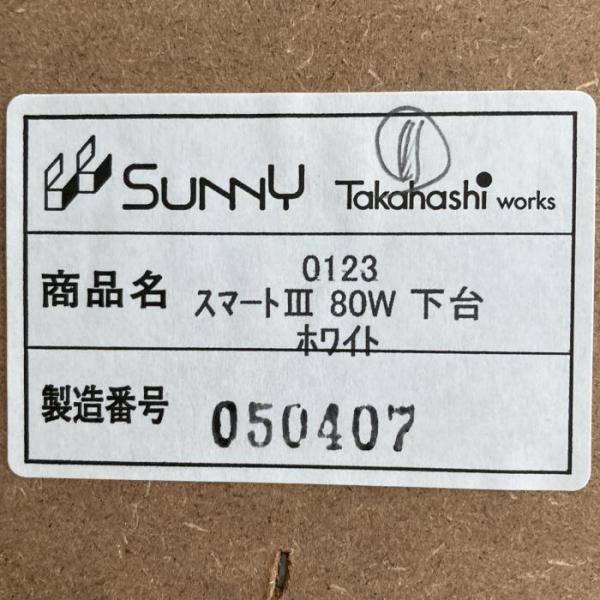 SUNNY Takahashi works
商品名
0123
スマートⅢ 80W 下台
ホワイト
製造番号 050407